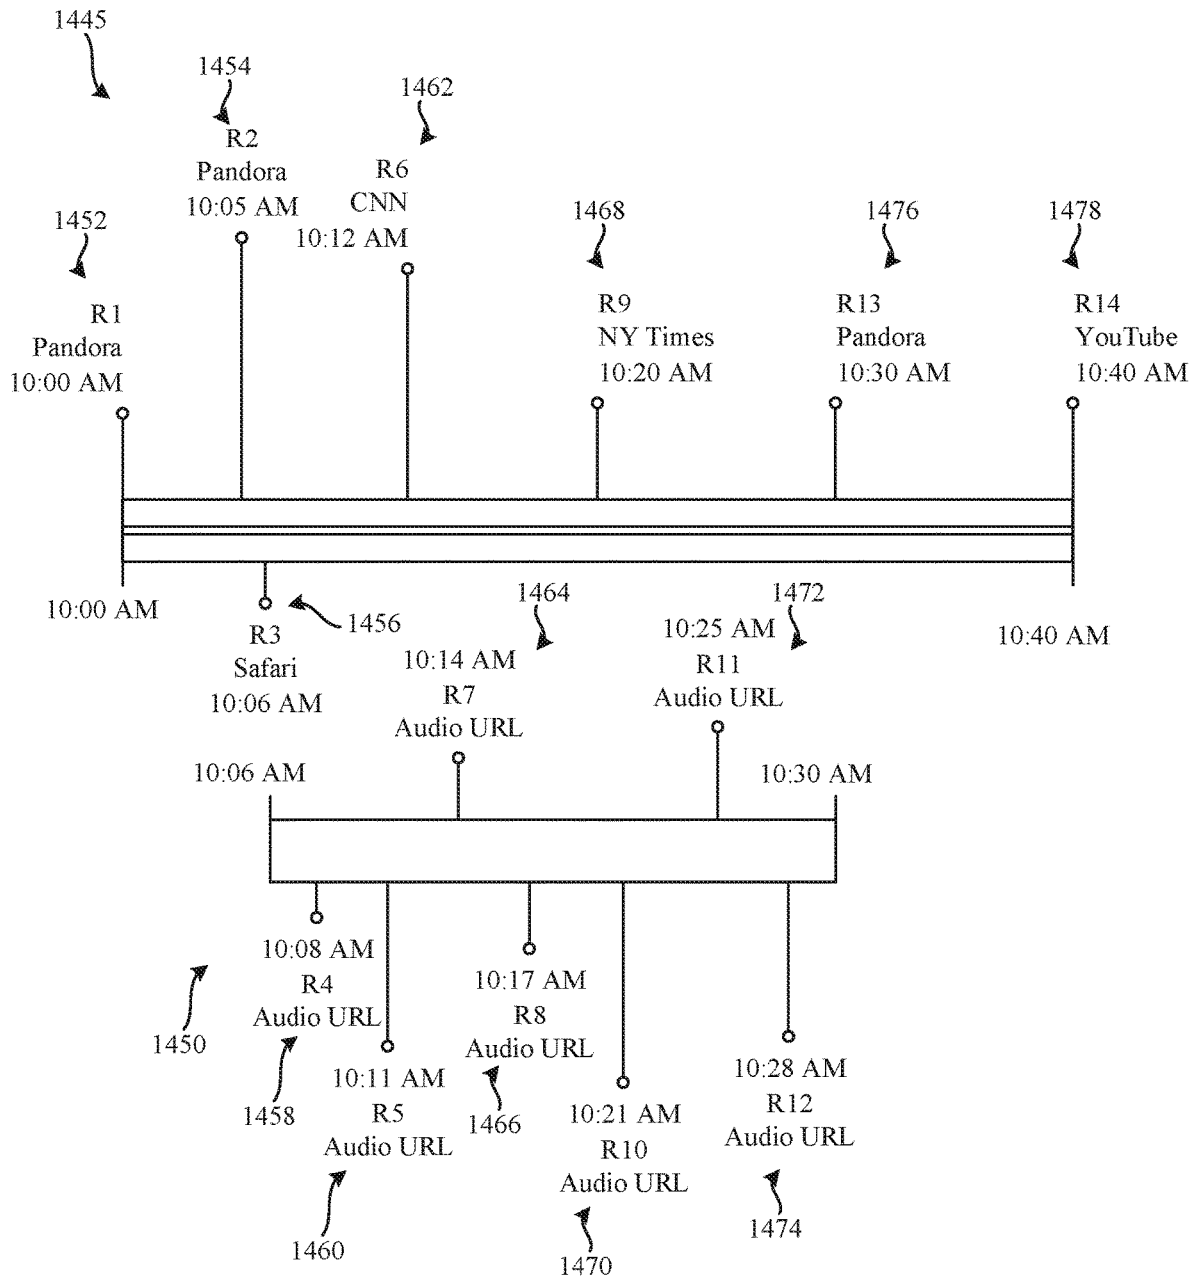 1445
1454
R2
Pandora
10:05 AM
1462
R6
CNN
10:12 AM
1452
R1
Pandora
10:00 AM
1468
R9
NY Times
10:20 AM
1476
R13
Pandora
10:30 AM
1478
R14
YouTube
10:40 AM
10:00 AM
10:40 AM
1456
R3
Safari
10:06 AM
1464
10:14 AM
R7
Audio URL
1472
10:25 AM
R11
Audio URL
10:06 AM
10:30 AM
1450
10:08 AM
R4
Audio URL
1458
10:11 AM
R5
Audio URL
1460
10:17 AM
R8
Audio URL
1466
10:21 AM
R10
Audio URL
1470
10:28 AM
R12
Audio URL
1474